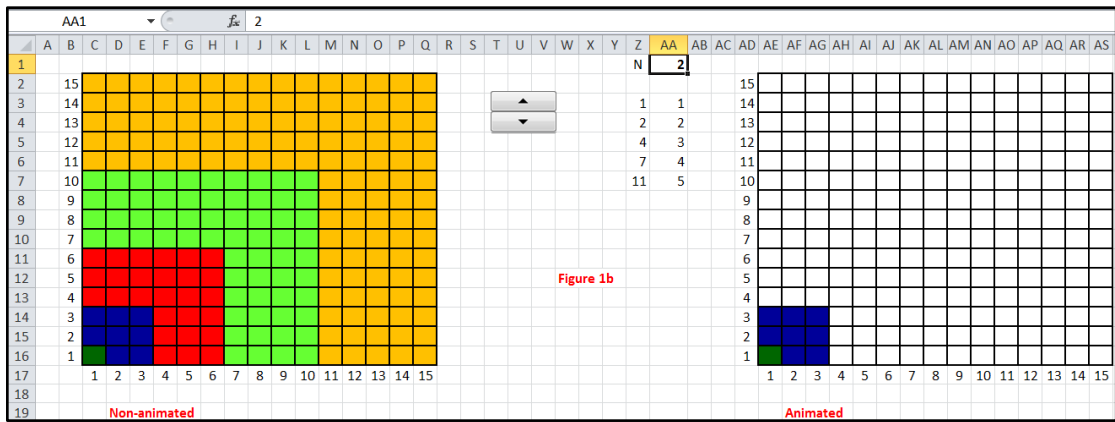 AA1 fx 2
A B C D E F G H I J K L M N O P Q R S T U V W X Y Z AA AB AC AD AE AF AG AH AI AJ AK AL AM AN AO AP AQ AR AS
1 N 2
2 15 15
3 14 1 1 14
4 13 2 2 13
5 12 4 3 12
6 11 7 4 11
7 10 11 5 10
8 9 9
9 8 8
10 7 7
11 6 6
12 5 Figure 1b 5
13 4 4
14 3 3
15 2 2
16 1 1
17 1 2 3 4 5 6 7 8 9 10 11 12 13 14 15 1 2 3 4 5 6 7 8 9 10 11 12 13 14 15
18
19 Non-animated Animated